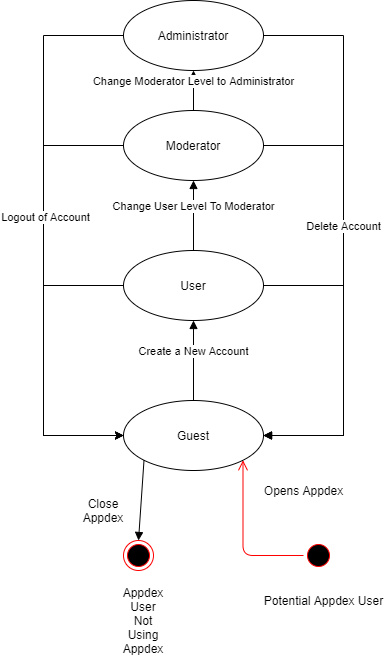 Administrator
Change Moderator Level to Administrator
Moderator
Change User Level To Moderator
Logout of Account
Delete Account
User
Create a New Account
Guest
Opens Appdex
Close
Appdex
Appdex
User
Not
Using
Appdex
Potential Appdex User